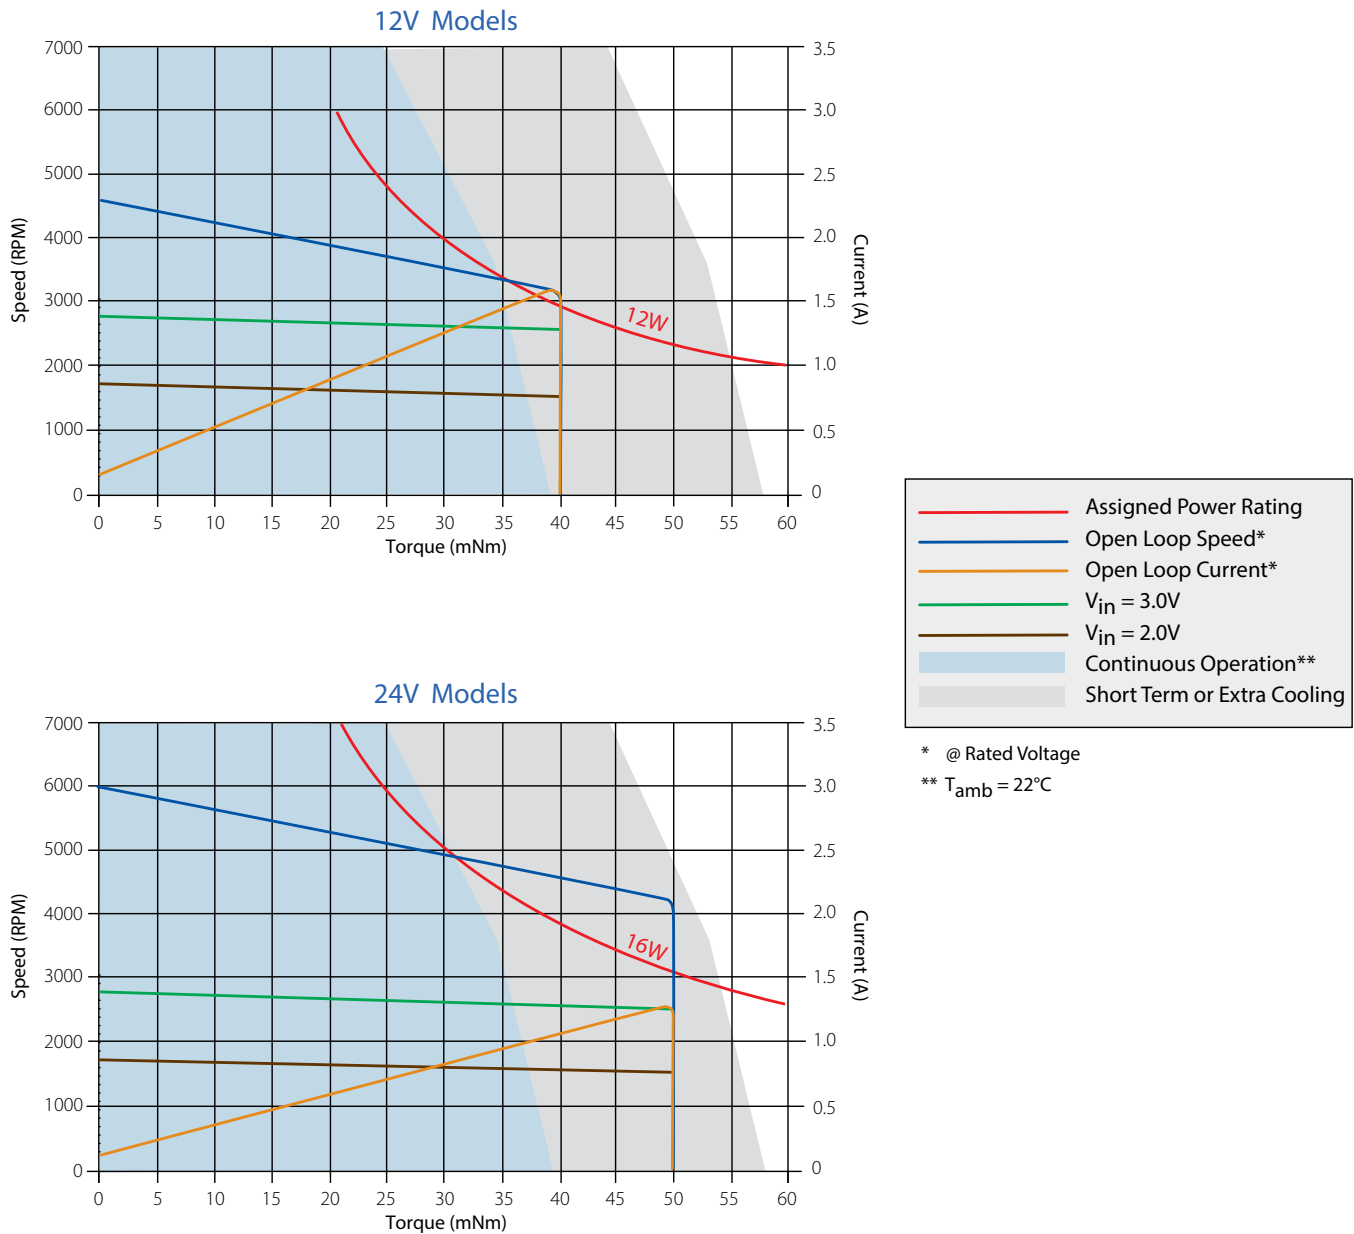 12V Models
7000
3.5
6000
3.0
5000
2.5
4000
2.0
3000
1.5
2000
1.0
1000
0.5
0
0
Speed (RPM)
Current (A)
12W
0 5 10 15 20 25 30 35 40 45 50 55 60
Torque (mNm)
Assigned Power Rating
Open Loop Speed*
Open Loop Current*
Vin = 3.0V
Vin = 2.0V
Continuous Operation**
Short Term or Extra Cooling
* @ Rated Voltage
** Tamb = 22°C
24V Models
7000
3.5
6000
3.0
5000
2.5
4000
2.0
3000
1.5
2000
1.0
1000
0.5
0
0
Speed (RPM)
Current (A)
16W
0 5 10 15 20 25 30 35 40 45 50 55 60
Torque (mNm)